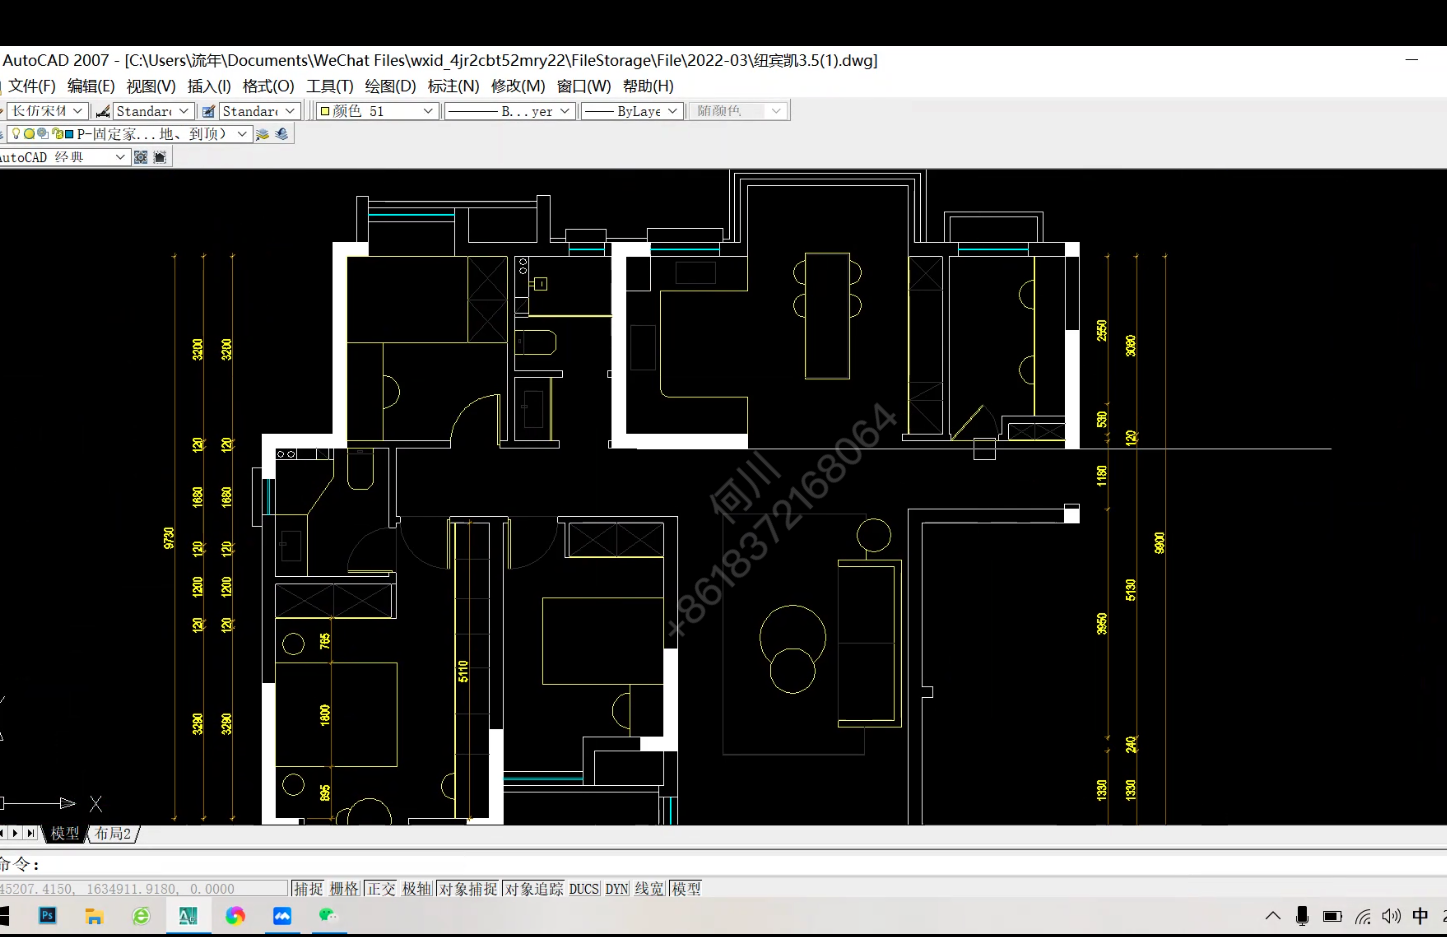 AutoCAD 2007 - [C:\Users\流年\Documents\WeChat Files\wxid_4jr2cbt52mry22\FileStorage\File\2022-03\纽宾凯3.5(1).dwg]
文件(F) 编辑(E) 视图(V) 插入(I) 格式(O) 工具(T) 绘图(D) 标注(N) 修改(M) 窗口(W) 帮助(H)
长仿宋体 Standar Standar 颜色 51 B...yer ByLaye 随颜色
P-固定家...地、到顶)
AutoCAD 经典
3200
3200
120
120
1680
1680
9730
120
120
1200
1200
120
120
3290
3290
765
1800
895
5110
2550
3080
530
120
1180
9900
5130
3950
240
1330
1330
何川
+8618372168064
X
模型 布局2
命令:
45207.4150, 1634911.9180, 0.0000 捕捉 栅格 正交 极轴 对象捕捉 对象追踪 DUCS DYN 线宽 模型
Ps 中 2